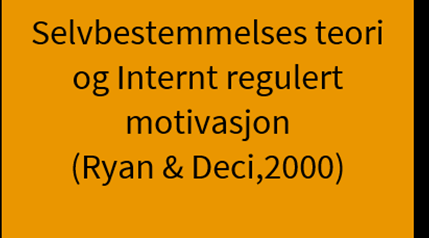 Selvbestemmelses teori
og Internt regulert
motivasjon
(Ryan & Deci,2000)